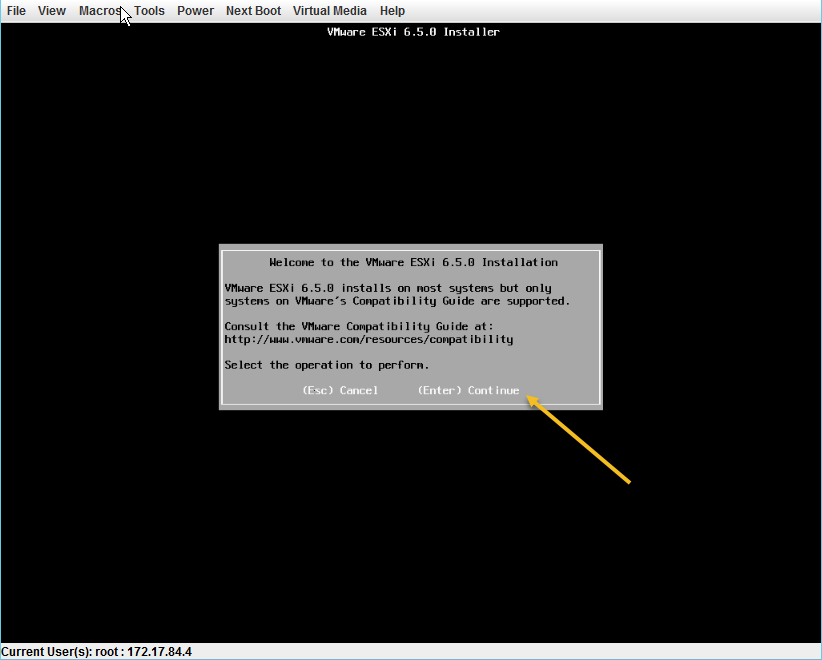 File View Macros Tools Power Next Boot Virtual Media Help
VMware ESXi 6.5.0 Installer
Welcome to the VMware ESXi 6.5.0 Installation
VMware ESXi 6.5.0 installs on most systems but only
systems on VMware's Compatibility Guide are supported.
Consult the VMware Compatibility Guide at:
http://www.vmware.com/resources/compatibility
Select the operation to perform.
(Esc) Cancel (Enter) Continue
Current User(s): root : 172.17.84.4